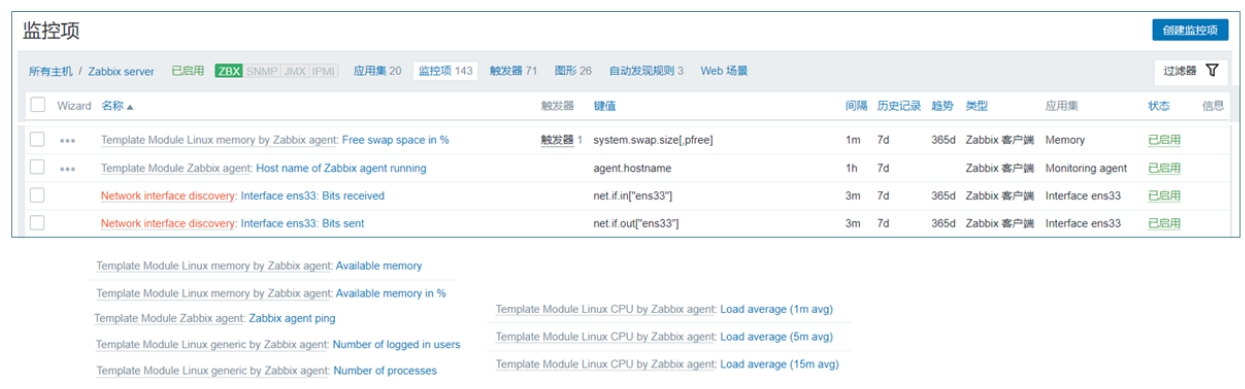 监控项 创建监控项
所有主机 / Zabbix server 已启用 ZBX SNMP JMX IPMI 应用集 20 监控项 143 触发器 71 图形 26 自动发现规则 3 Web 场景 过滤器
Wizard 名称 触发器 键值 间隔 历史记录 趋势 类型 应用集 状态 信息
Template Module Linux memory by Zabbix agent: Free swap space in % 触发器 1 system.swap.size[,pfree] 1m 7d 365d Zabbix 客户端 Memory 已启用
Template Module Zabbix agent: Host name of Zabbix agent running agent.hostname 1h 7d Zabbix 客户端 Monitoring agent 已启用
Network interface discovery: Interface ens33: Bits received net.if.in["ens33"] 3m 7d 365d Zabbix 客户端 Interface ens33 已启用
Network interface discovery: Interface ens33: Bits sent net.if.out["ens33"] 3m 7d 365d Zabbix 客户端 Interface ens33 已启用
Template Module Linux memory by Zabbix agent: Available memory
Template Module Linux memory by Zabbix agent: Available memory in %
Template Module Zabbix agent: Zabbix agent ping
Template Module Linux generic by Zabbix agent: Number of logged in users
Template Module Linux generic by Zabbix agent: Number of processes
Template Module Linux CPU by Zabbix agent: Load average (1m avg)
Template Module Linux CPU by Zabbix agent: Load average (5m avg)
Template Module Linux CPU by Zabbix agent: Load average (15m avg)